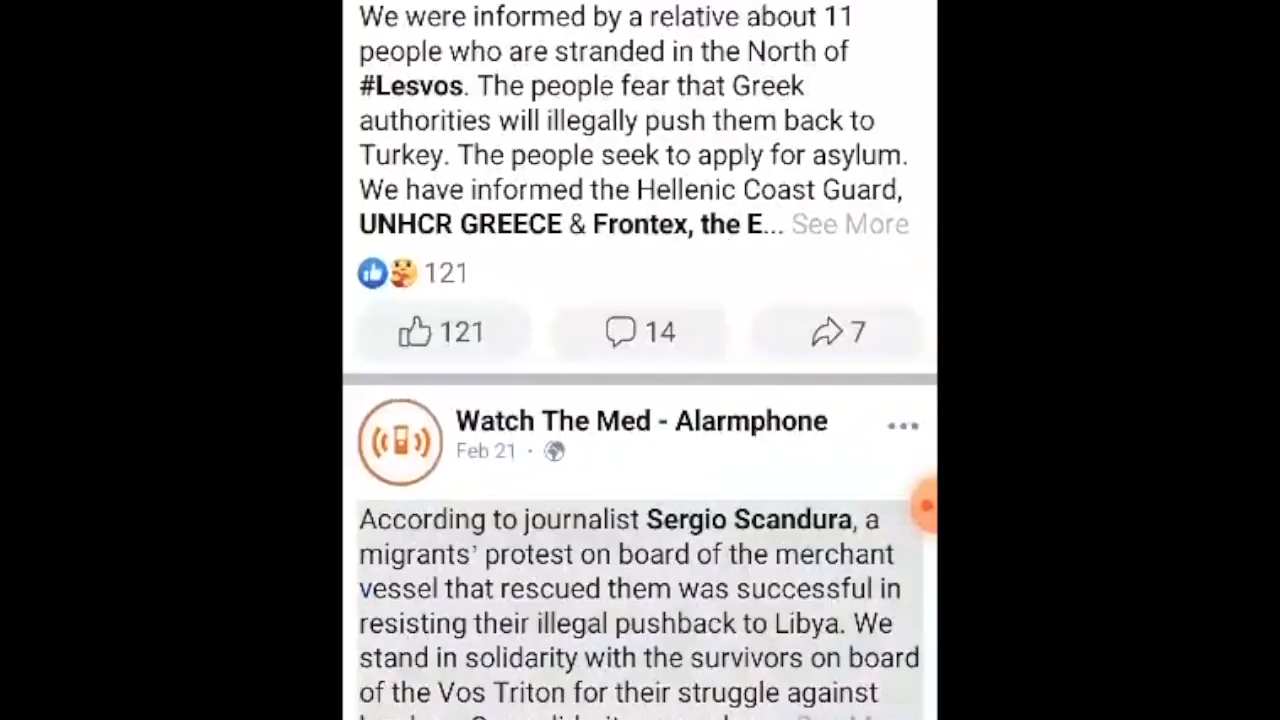 We were informed by a relative about 11
people who are stranded in the North of
#Lesvos. The people fear that Greek
authorities will illegally push them back to
Turkey. The people seek to apply for asylum.
We have informed the Hellenic Coast Guard,
UNHCR GREECE & Frontex, the E... See More
121
121 14 7
Watch The Med - Alarmphone
Feb 21 ·
According to journalist Sergio Scandura, a
migrants' protest on board of the merchant
vessel that rescued them was successful in
resisting their illegal pushback to Libya. We
stand in solidarity with the survivors on board
of the Vos Triton for their struggle against